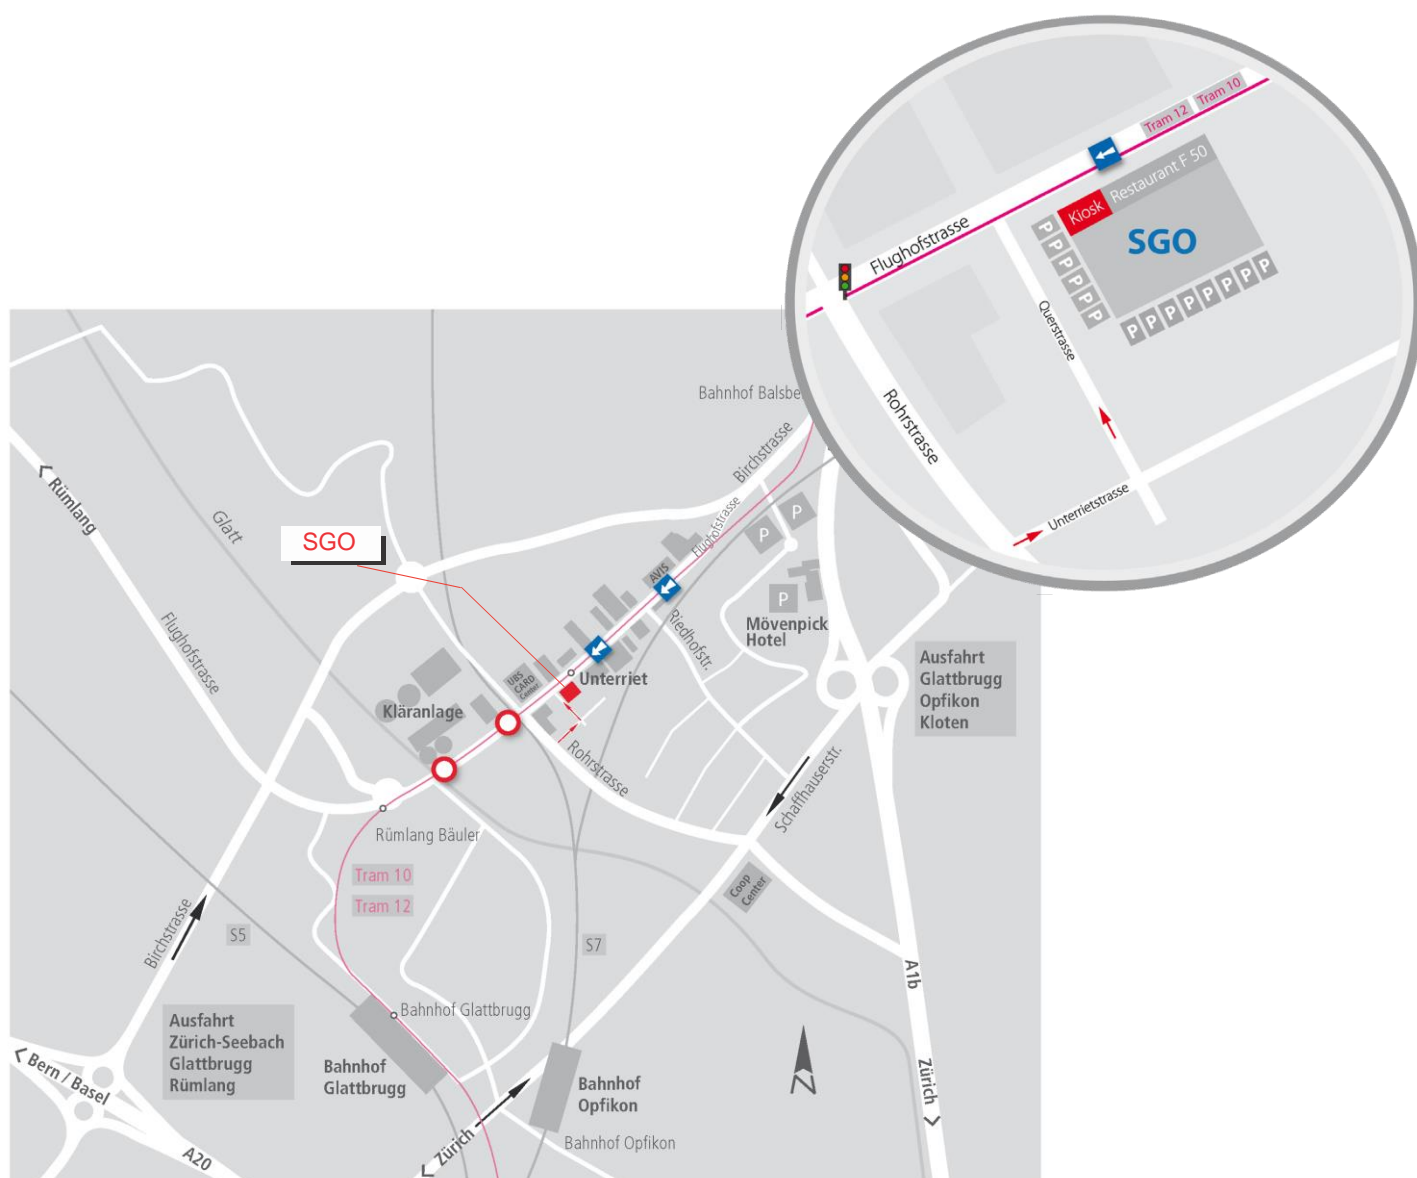 Tram 10
Tram 12
Restaurant F 50
Kiosk
SGO
Flughofstrasse
P
P
P
P
P
P
P
P
P
P
P
P
P
P
Querstrasse
Rohrstrasse
Unterrietstrasse
Birchstrasse
Rümlang
Glatt
SGO
Flughofstrasse
AVIS
P
P
P
Riedhofstr.
Mövenpick
Hotel
Flughofstrasse
UBS
CARD
Center
Unterriet
Kläranlage
Ausfahrt
Glattbrugg
Opfikon
Kloten
Rohrstrasse
Schaffhauserstr.
Rümlang Bäuler
Tram 10
Tram 12
Coop
Center
Birchstrasse
S5
S7
A1b
Bahnhof Glattbrugg
Ausfahrt
Zürich-Seebach
Glattbrugg
Rümlang
Bahnhof
Glattbrugg
Bern / Basel
Bahnhof
Opfikon
N
Zürich
Zürich
Bahnhof Opfikon
A20